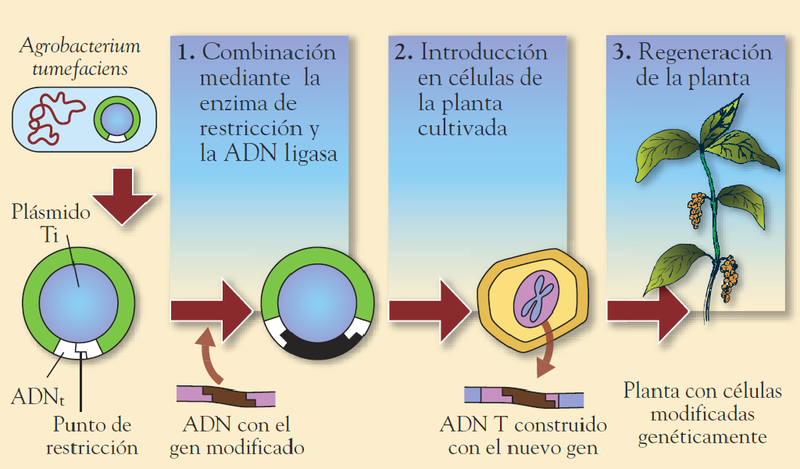 Agrobacterium
tumefaciens
Plásmido
Ti
ADNt
Punto de
restricción
1. Combinación
mediante la
enzima de
restricción y
la ADN ligasa
ADN con el
gen modificado
2. Introducción
en células de
la planta
cultivada
ADN T construido
con el nuevo gen
3. Regeneración
de la planta
Planta con células
modificadas
genéticamente